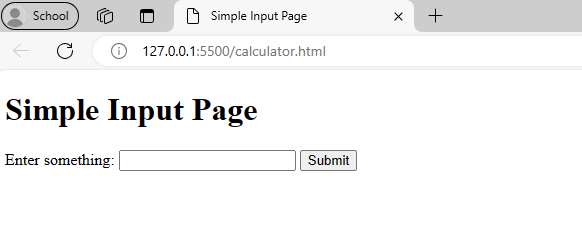 School
Simple Input Page
127.0.0.1:5500/calculator.html
Simple Input Page
Enter something: Submit